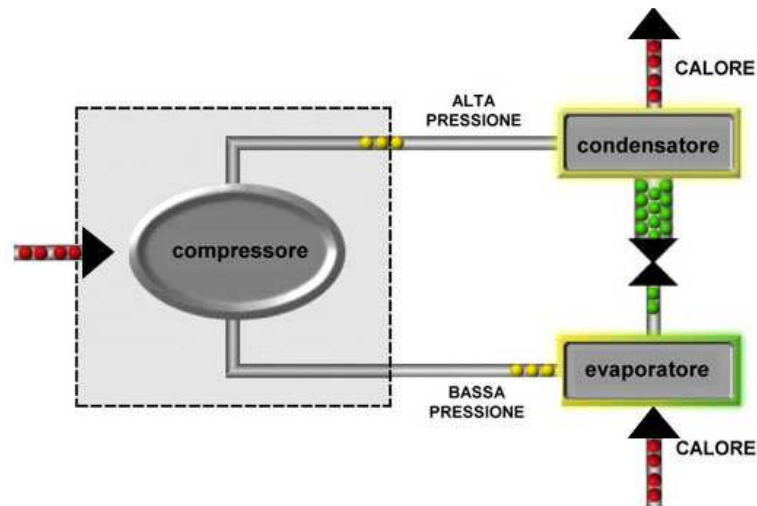 CALORE
ALTA
PRESSIONE
condensatore
compressore
evaporatore
BASSA
PRESSIONE
CALORE